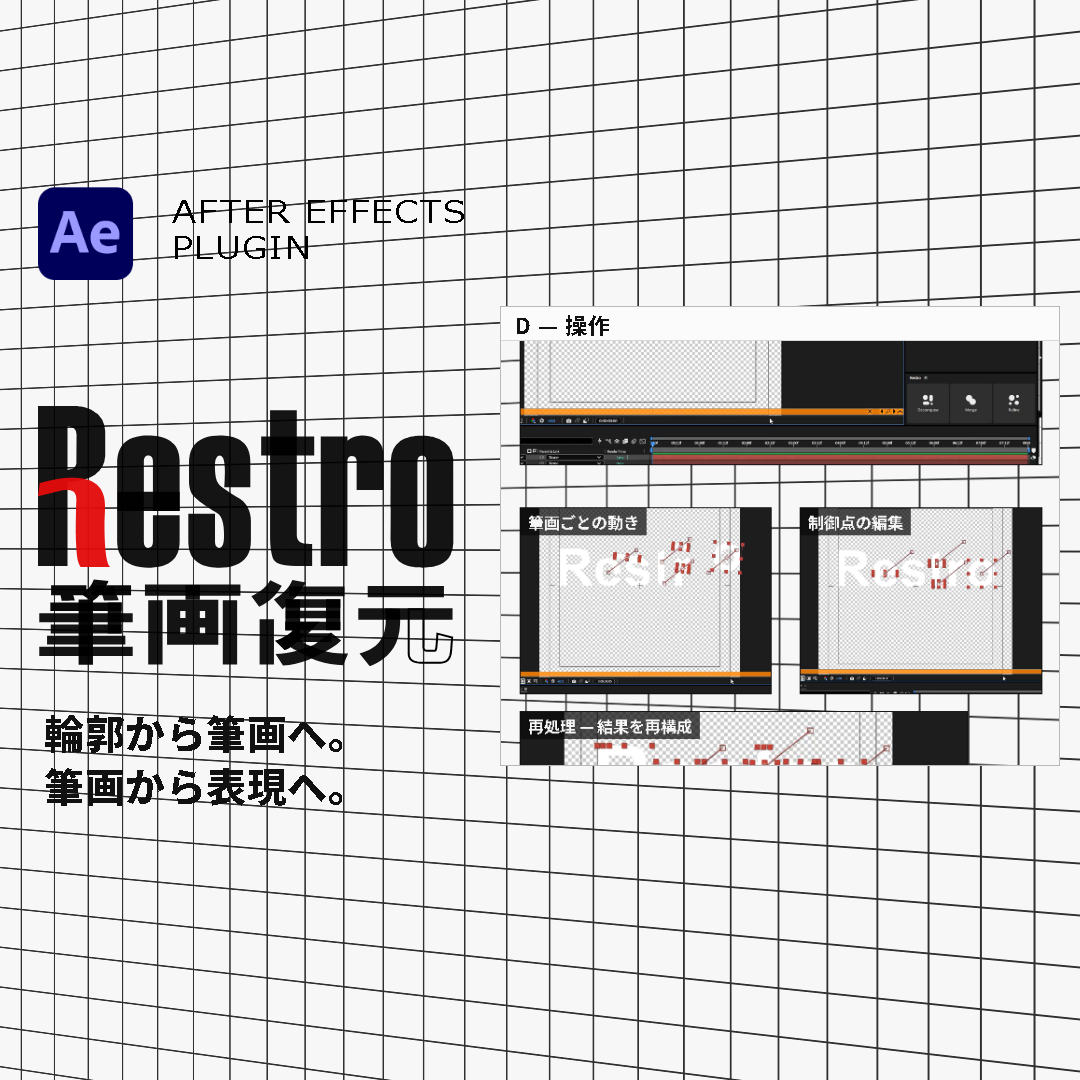 Ae
AFTER EFFECTS
PLUGIN
Restro
筆画復元
輪郭から筆画へ。
筆画から表現へ。
D — 操作
Decompose
Merge
Refine
筆画ごとの動き
Restr
制御点の編集
Restro
再処理 — 結果を再構成